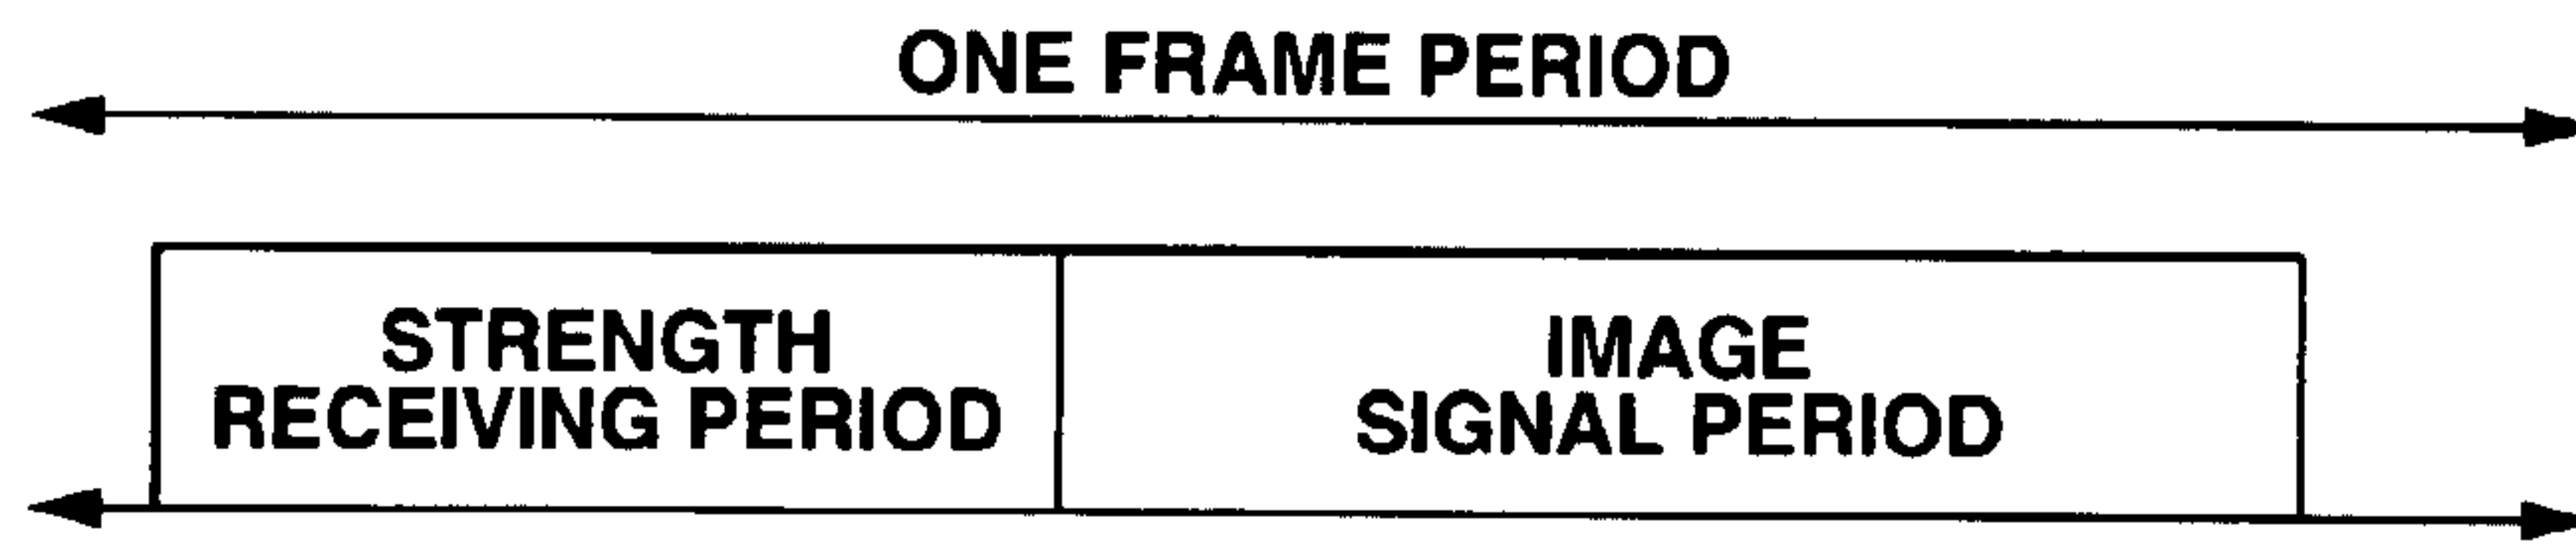 ONE FRAME PERIOD
STRENGTH
RECEIVING PERIOD
IMAGE
SIGNAL PERIOD